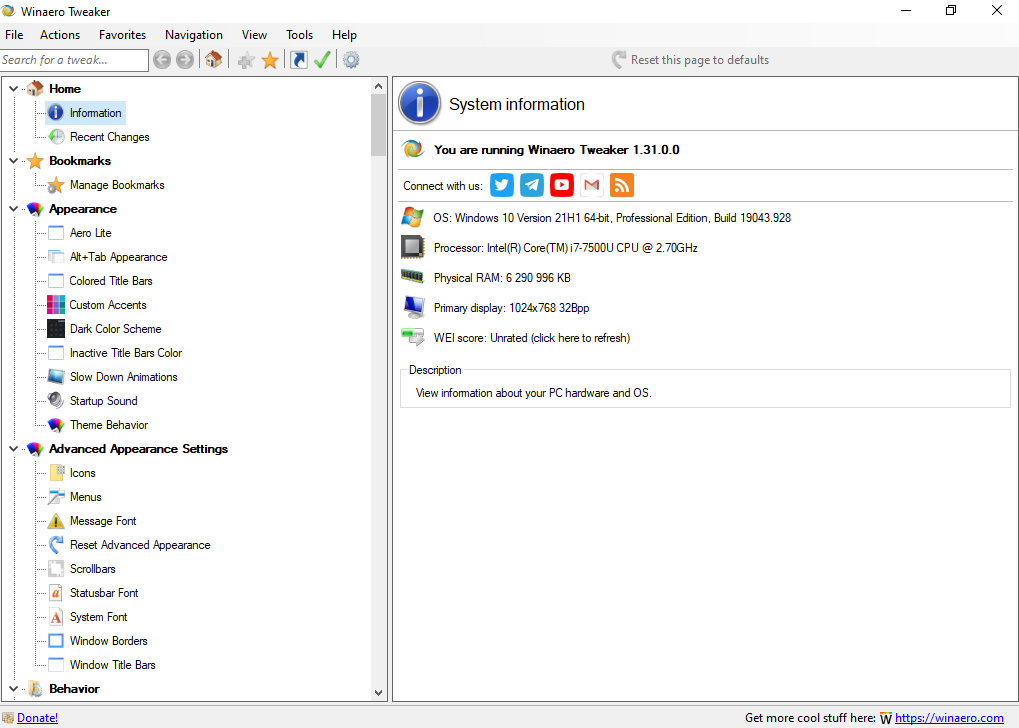 Winaero Tweaker
File Actions Favorites Navigation View Tools Help
Search for a tweak...
Reset this page to defaults
Home
Information
Recent Changes
Bookmarks
Manage Bookmarks
Appearance
Aero Lite
Alt+Tab Appearance
Colored Title Bars
Custom Accents
Dark Color Scheme
Inactive Title Bars Color
Slow Down Animations
Startup Sound
Theme Behavior
Advanced Appearance Settings
Icons
Menus
Message Font
Reset Advanced Appearance
Scrollbars
Statusbar Font
System Font
Window Borders
Window Title Bars
Behavior
System information
You are running Winaero Tweaker 1.31.0.0
Connect with us:
OS: Windows 10 Version 21H1 64-bit, Professional Edition, Build 19043.928
Processor: Intel(R) Core(TM) i7-7500U CPU @ 2.70GHz
Physical RAM: 6 290 996 KB
Primary display: 1024x768 32Bpp
WEI score: Unrated (click here to refresh)
Description
View information about your PC hardware and OS.
Donate!
Get more cool stuff here: W https://winaero.com